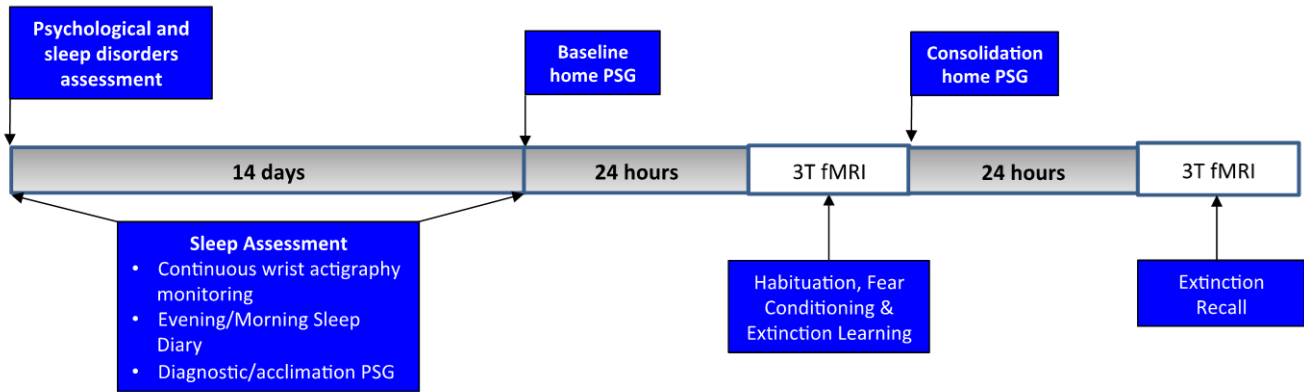 Psychological and
sleep disorders
assessment
Baseline
home PSG
Consolidation
home PSG
14 days
24 hours
3T fMRI
24 hours
3T fMRI
Sleep Assessment
• Continuous wrist actigraphy
monitoring
• Evening/Morning Sleep
Diary
• Diagnostic/acclimation PSG
Habituation, Fear
Conditioning &
Extinction Learning
Extinction
Recall